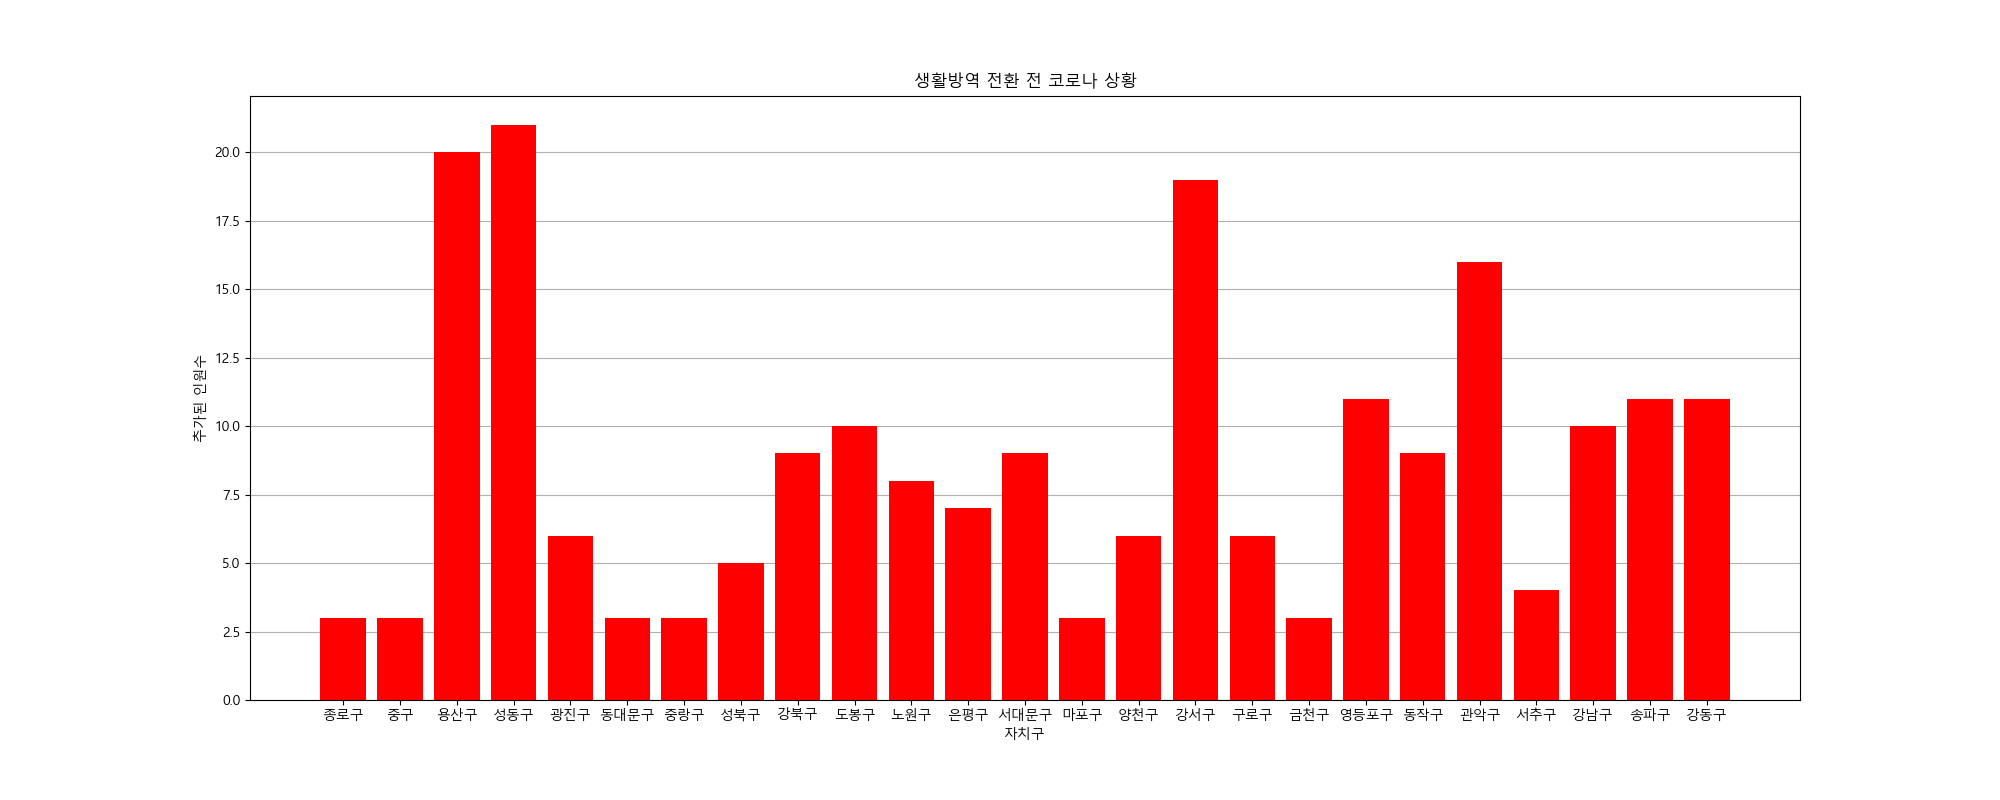 생활방역 전환 전 코로나 상황
추가된 인원수
20.0
17.5
15.0
12.5
10.0
7.5
5.0
2.5
0.0
종로구 중구 용산구 성동구 광진구 동대문구 중랑구 성북구 강북구 도봉구 노원구 은평구 서대문구 마포구 양천구 강서구 구로구 금천구 영등포구 동작구 관악구 서추구 강남구 송파구 강동구
자치구